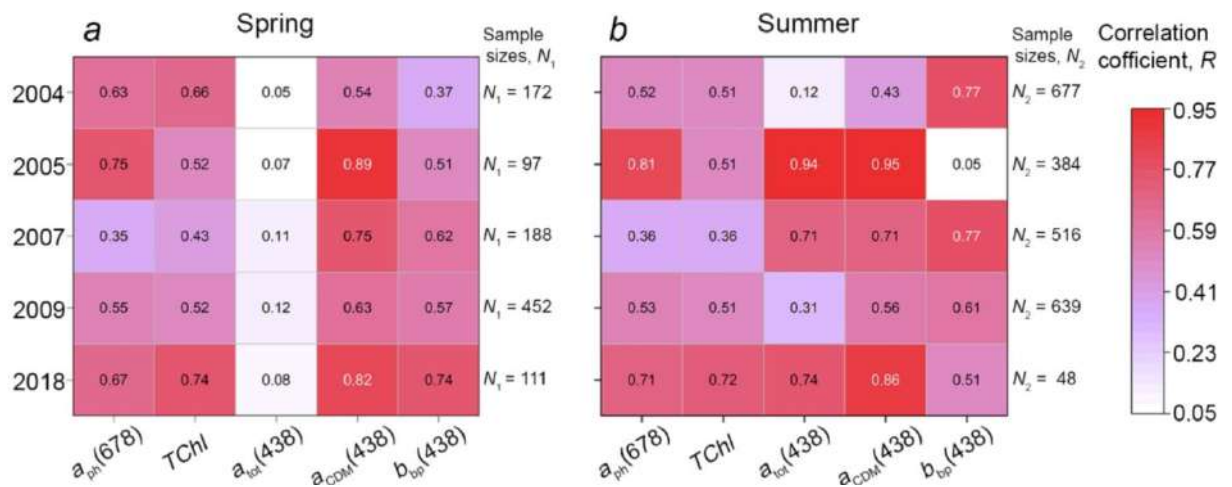 a Spring
Sample sizes, N₁
2004 0.63 0.66 0.05 0.54 0.37 N₁ = 172
2005 0.75 0.52 0.07 0.89 0.51 N₁ = 97
2007 0.35 0.43 0.11 0.75 0.62 N₁ = 188
2009 0.55 0.52 0.12 0.63 0.57 N₁ = 452
2018 0.67 0.74 0.08 0.82 0.74 N₁ = 111
aₚₕ(678) TChl aₜₒₜ(438) a_CDM(438) b_bp(438)
b Summer
Sample sizes, N₂
0.52 0.51 0.12 0.43 0.77 N₂ = 677
0.81 0.51 0.94 0.95 0.05 N₂ = 384
0.36 0.36 0.71 0.71 0.77 N₂ = 516
0.53 0.51 0.31 0.56 0.61 N₂ = 639
0.71 0.72 0.74 0.86 0.51 N₂ = 48
aₚₕ(678) TChl aₜₒₜ(438) a_CDM(438) b_bp(438)
Correlation
cofficient, R
0.95
0.77
0.59
0.41
0.23
0.05